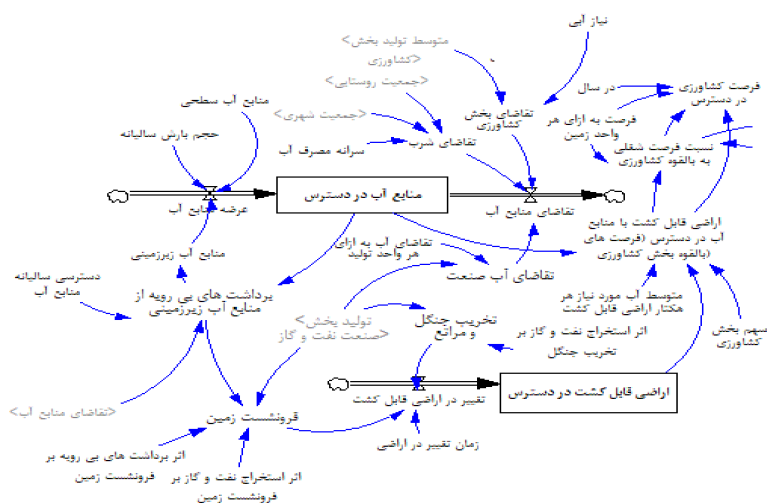 نیاز آبی
<متوسط تولید بخش
کشاورزی>
<جمعیت روستایی>
<جمعیت شهری>
سرانه مصرف آب
تقاضای شرب
تقاضای بخش
کشاورزی
منابع آب سطحی
حجم بارش سالیانه
عرضه منابع آب
منابع آب در دسترس
تقاضای منابع آب
در سال
فرصت کشاورزی
در دسترس
فرصت به ازای هر
واحد زمین
نسبت فرصت شغلی
به بالقوه کشاورزی
اراضی قابل کشت با منابع
آب در دسترس (فرصت های
بالقوه بخش کشاورزی)
منابع آب زیرزمینی
دسترسی سالیانه
منابع آب
برداشت های بی رویه از
منابع آب زیرزمینی
تقاضای آب به ازای
هر واحد تولید
تقاضای آب صنعت
<تولید بخش
صنعت نفت و گاز>
تخریب جنگل
و مراتع
اثر استخراج نفت و گاز بر
تخریب جنگل
متوسط آب مورد نیاز هر
هکتار اراضی قابل کشت
سهم بخش
کشاورزی
<تقاضای منابع آب>
فرونشست زمین
تغییر در اراضی قابل کشت
اراضی قابل کشت در دسترس
زمان تغییر در اراضی
اثر برداشت های بی رویه بر
فرونشست زمین
اثر استخراج نفت و گاز بر
فرونشست زمین